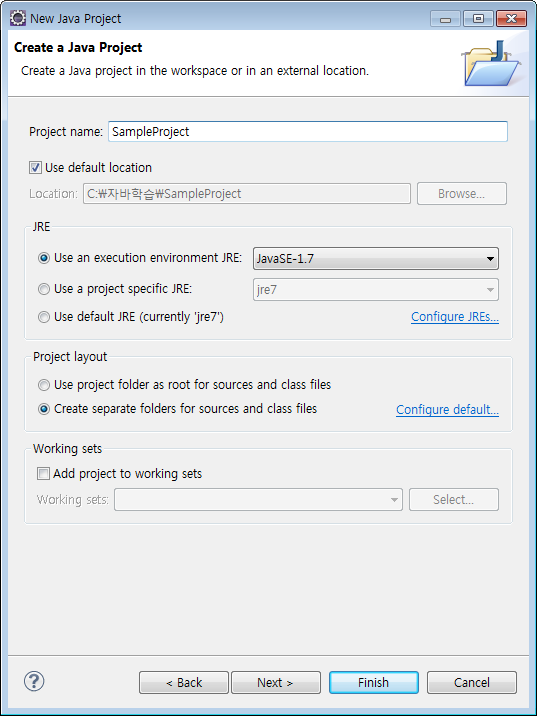 New Java Project
Create a Java Project
Create a Java project in the workspace or in an external location.
Project name: SampleProject
Use default location
Location: C:₩자바학습₩SampleProject Browse...
JRE
Use an execution environment JRE: JavaSE-1.7
Use a project specific JRE: jre7
Use default JRE (currently 'jre7') Configure JREs...
Project layout
Use project folder as root for sources and class files
Create separate folders for sources and class files Configure default...
Working sets
Add project to working sets
Working sets: Select...
? < Back Next > Finish Cancel